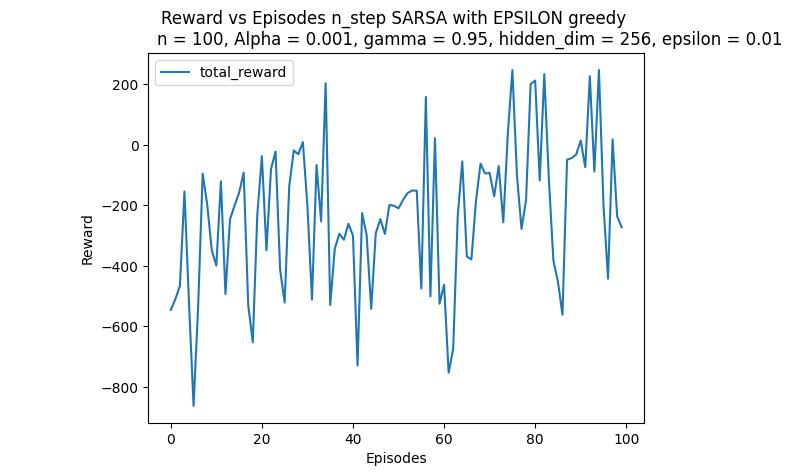 Reward vs Episodes n_step SARSA with EPSILON greedy
n = 100, Alpha = 0.001, gamma = 0.95, hidden_dim = 256, epsilon = 0.01
total_reward
200
0
−200
−400
−600
−800
Reward
0 20 40 60 80 100
Episodes